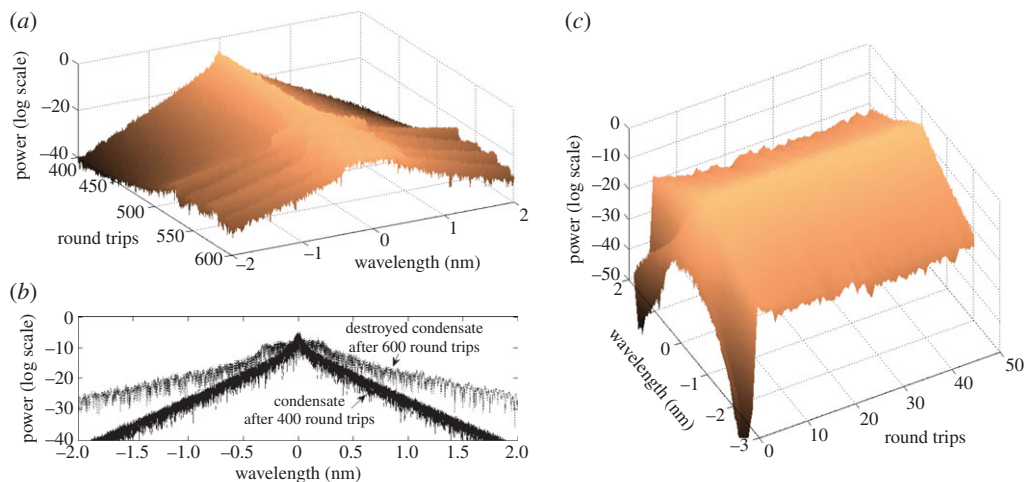 (a)
0
–20
–40
power (log scale)
400
450
500
550
600
round trips
–2
–1
0
1
2
wavelength (nm)
(b)
0
–10
–20
–30
–40
power (log scale)
destroyed condensate
after 600 round trips
condensate
after 400 round trips
–2.0
–1.5
–1.0
–0.5
0
0.5
1.0
1.5
2.0
wavelength (nm)
(c)
0
–10
–20
–30
–40
–50
power (log scale)
2
0
–1
–2
–3
wavelength (nm)
0
10
20
30
40
50
round trips